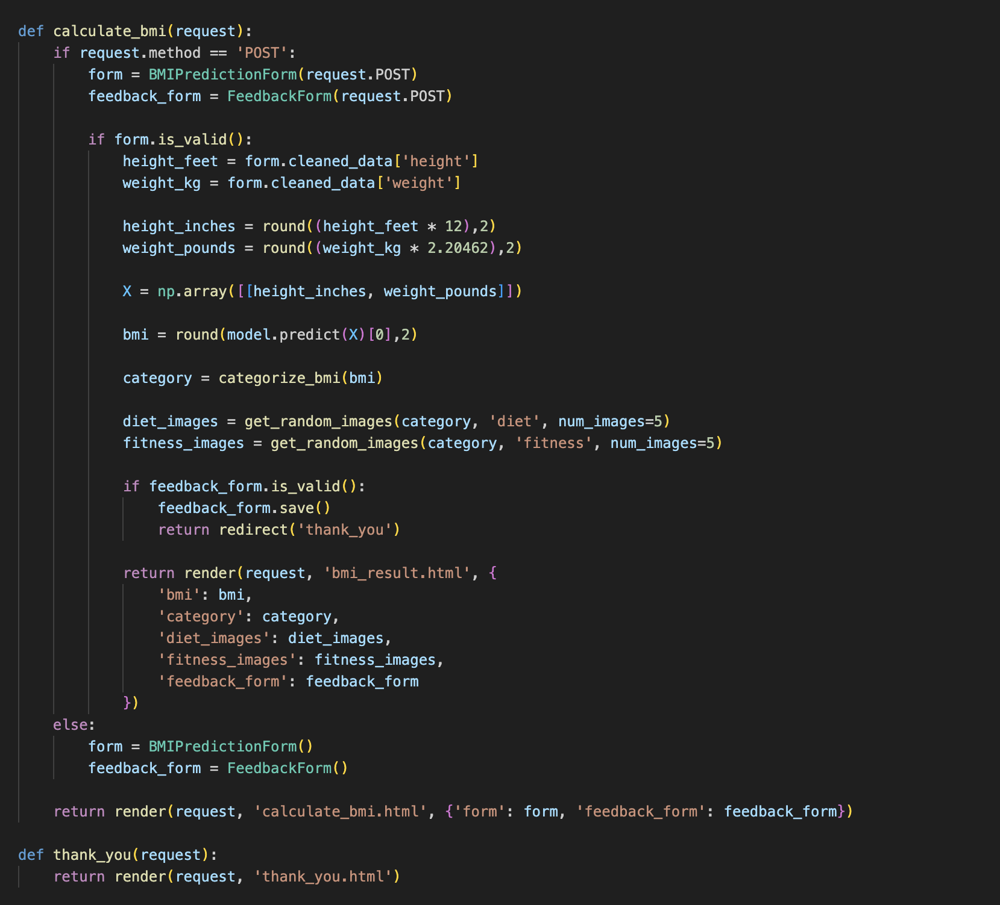 def calculate_bmi(request):
    if request.method == 'POST':
        form = BMIPredictionForm(request.POST)
        feedback_form = FeedbackForm(request.POST)

        if form.is_valid():
            height_feet = form.cleaned_data['height']
            weight_kg = form.cleaned_data['weight']

            height_inches = round((height_feet * 12),2)
            weight_pounds = round((weight_kg * 2.20462),2)

            X = np.array([[height_inches, weight_pounds]])

            bmi = round(model.predict(X)[0],2)

            category = categorize_bmi(bmi)

            diet_images = get_random_images(category, 'diet', num_images=5)
            fitness_images = get_random_images(category, 'fitness', num_images=5)

            if feedback_form.is_valid():
                feedback_form.save()
                return redirect('thank_you')

            return render(request, 'bmi_result.html', {
                'bmi': bmi,
                'category': category,
                'diet_images': diet_images,
                'fitness_images': fitness_images,
                'feedback_form': feedback_form
            })
    else:
        form = BMIPredictionForm()
        feedback_form = FeedbackForm()

    return render(request, 'calculate_bmi.html', {'form': form, 'feedback_form': feedback_form})

def thank_you(request):
    return render(request, 'thank_you.html')